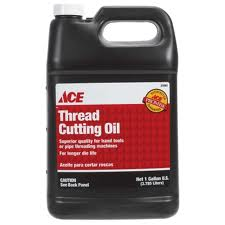 ACE
Thread
Cutting Oil
Superior quality for hand tools
or pipe threading machines
For longer die life
Aceite para cortar roscas
CAUTION
See Back Panel
Net 1 Gallon U.S.
(3.785 Liters)